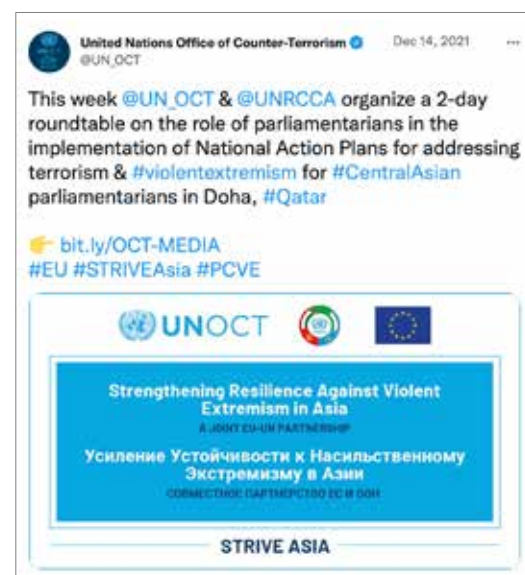 United Nations Office of Counter-Terrorism Dec 14, 2021 ...
@UN_OCT
This week @UN_OCT & @UNRCCA organize a 2-day
roundtable on the role of parliamentarians in the
implementation of National Action Plans for addressing
terrorism & #violentextremism for #CentralAsian
parliamentarians in Doha, #Qatar
👉 bit.ly/OCT-MEDIA
#EU #STRIVEAsia #PCVE
UNOCT
Strengthening Resilience Against Violent
Extremism in Asia
A JOINT EU-UN PARTNERSHIP
Усиление Устойчивости к Насильственному
Экстремизму в Азии
СОВМЕСТНОЕ ПАРТНЕРСТВО ЕС И ООН
STRIVE ASIA